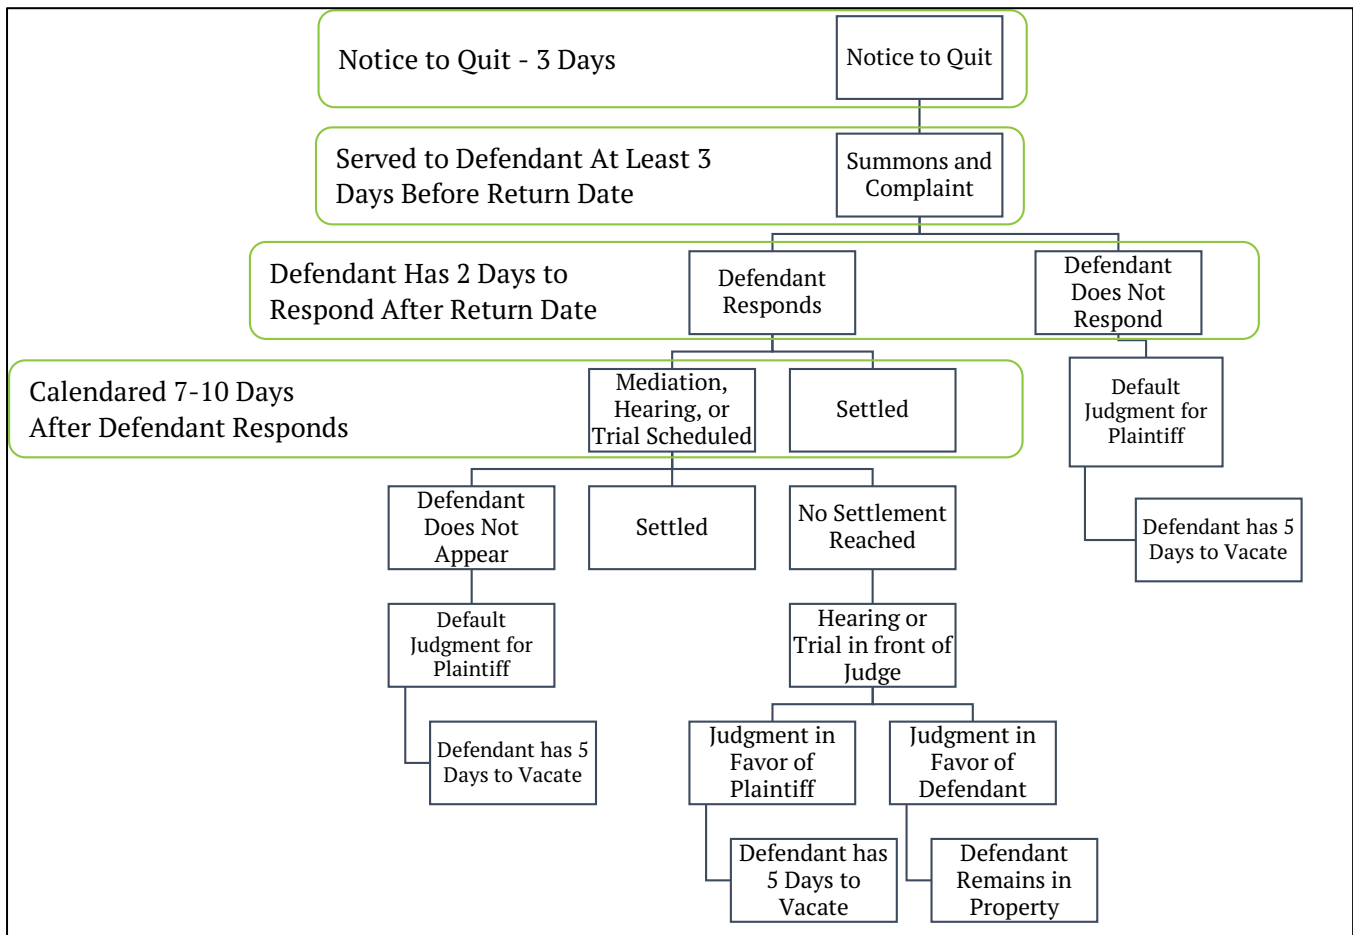 Notice to Quit - 3 Days
Notice to Quit
Served to Defendant At Least 3
Days Before Return Date
Summons and
Complaint
Defendant Has 2 Days to
Respond After Return Date
Defendant
Responds
Defendant
Does Not
Respond
Calendared 7-10 Days
After Defendant Responds
Mediation,
Hearing, or
Trial Scheduled
Settled
Default
Judgment for
Plaintiff
Defendant
Does Not
Appear
Settled
No Settlement
Reached
Defendant has 5
Days to Vacate
Default
Judgment for
Plaintiff
Hearing or
Trial in front of
Judge
Defendant has 5
Days to Vacate
Judgment in
Favor of
Plaintiff
Judgment in
Favor of
Defendant
Defendant has
5 Days to
Vacate
Defendant
Remains in
Property